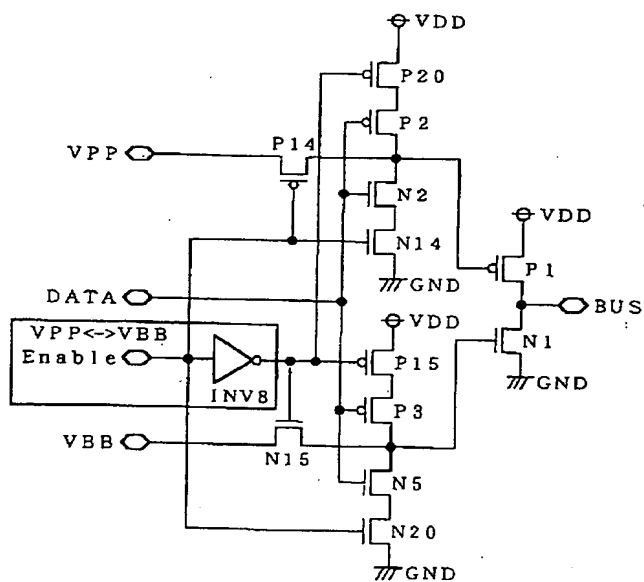 VDD
P20
P2
P14
VPP
N2
VDD
N14
P1
GND
DATA
BUS
VDD
VPP<->VBB
N1
Enable
P15
INV8
GND
P3
VBB
N15
N5
N20
GND